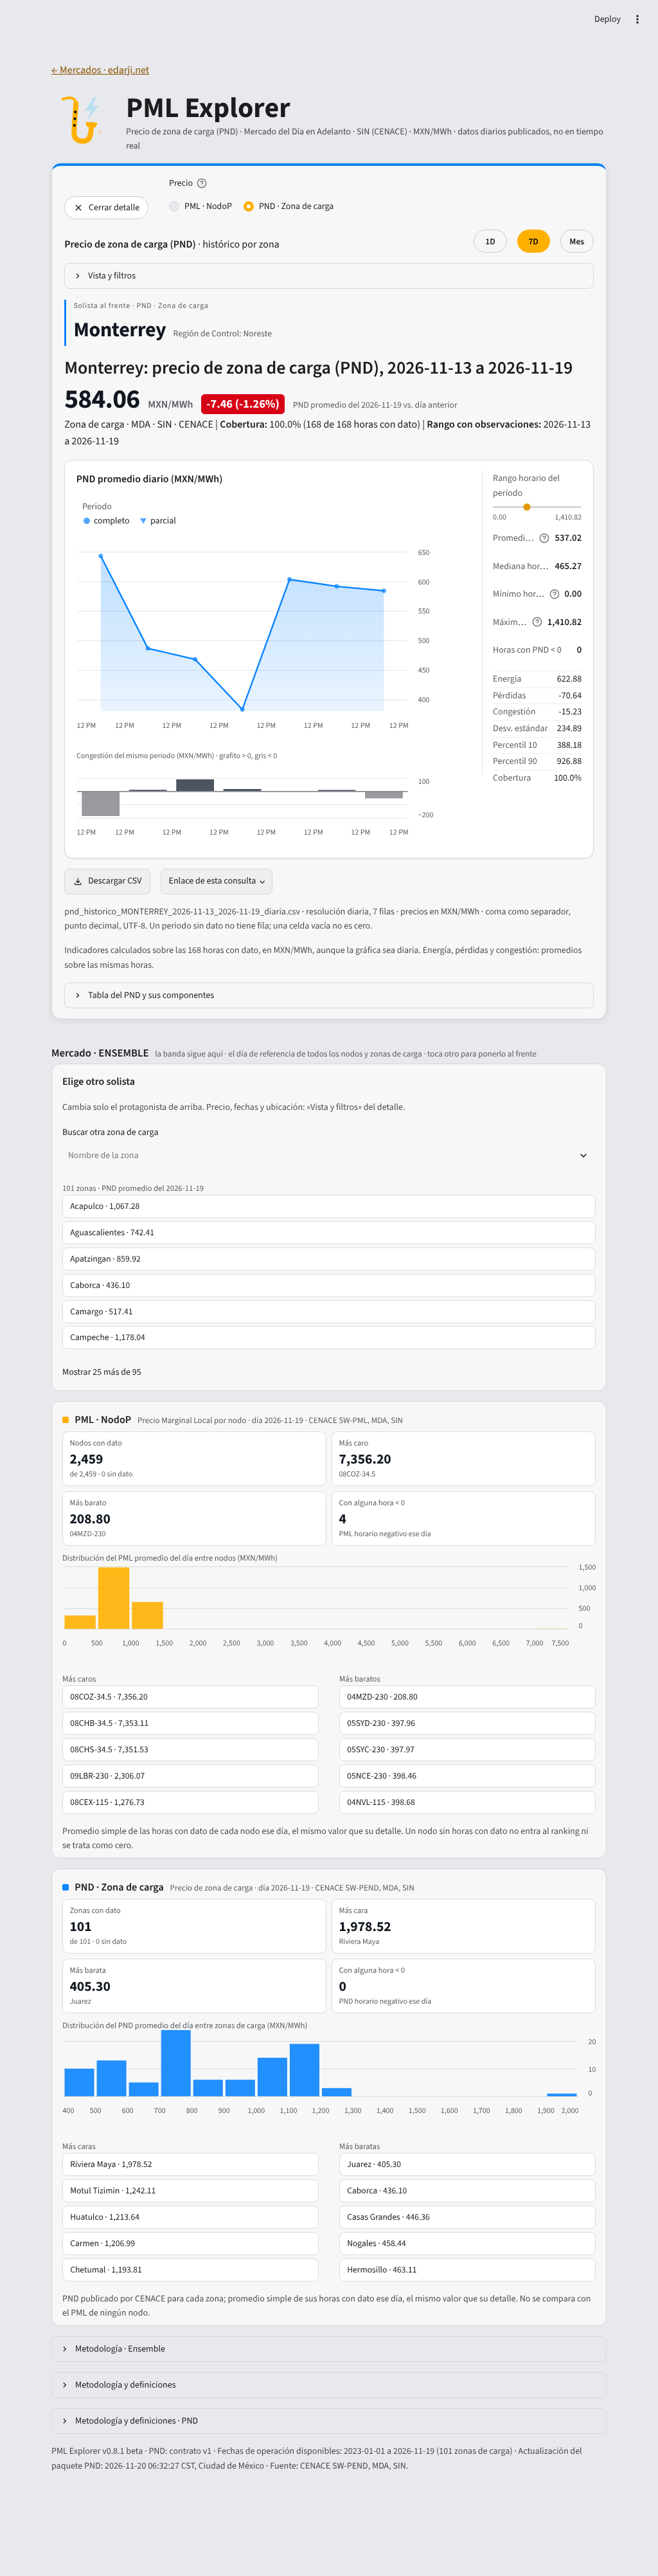 Deploy
← Mercados · edarji.net
PML Explorer
Precio de zona de carga (PND) · Mercado del Día en Adelanto · SIN (CENACE) · MXN/MWh · datos diarios publicados, no en tiempo
real
Precio
Cerrar detalle
PML · NodoP
PND · Zona de carga
Precio de zona de carga (PND) · histórico por zona
1D
7D
Mes
Vista y filtros
Solista al frente · PND · Zona de carga
Monterrey Región de Control: Noreste
Monterrey: precio de zona de carga (PND), 2026-11-13 a 2026-11-19
584.06 MXN/MWh -7.46 (-1.26%) PND promedio del 2026-11-19 vs. día anterior
Zona de carga · MDA · SIN · CENACE | Cobertura: 100.0% (168 de 168 horas con dato) | Rango con observaciones: 2026-11-13
a 2026-11-19
PND promedio diario (MXN/MWh)
Periodo
completo
parcial
650
600
550
500
450
400
12 PM 12 PM 12 PM 12 PM 12 PM 12 PM 12 PM 12 PM
Congestión del mismo periodo (MXN/MWh) · grafito > 0, gris < 0
100
−200
12 PM 12 PM 12 PM 12 PM 12 PM 12 PM 12 PM 12 PM
Rango horario del
periodo
0.00 1,410.82
Promedi... 537.02
Mediana hor... 465.27
Mínimo hor... 0.00
Máxim... 1,410.82
Horas con PND < 0 0
Energía 622.88
Pérdidas -70.64
Congestión -15.23
Desv. estándar 234.89
Percentil 10 388.18
Percentil 90 926.88
Cobertura 100.0%
Descargar CSV
Enlace de esta consulta
pnd_historico_MONTERREY_2026-11-13_2026-11-19_diaria.csv · resolución diaria, 7 filas · precios en MXN/MWh · coma como separador,
punto decimal, UTF-8. Un periodo sin dato no tiene fila; una celda vacía no es cero.
Indicadores calculados sobre las 168 horas con dato, en MXN/MWh, aunque la gráfica sea diaria. Energía, pérdidas y congestión: promedios
sobre las mismas horas.
Tabla del PND y sus componentes
Mercado · ENSEMBLE la banda sigue aquí · el día de referencia de todos los nodos y zonas de carga · toca otro para ponerlo al frente
Elige otro solista
Cambia solo el protagonista de arriba. Precio, fechas y ubicación: «Vista y filtros» del detalle.
Buscar otra zona de carga
Nombre de la zona
101 zonas · PND promedio del 2026-11-19
Acapulco · 1,067.28
Aguascalientes · 742.41
Apatzingan · 859.92
Caborca · 436.10
Camargo · 517.41
Campeche · 1,178.04
Mostrar 25 más de 95
PML · NodoP Precio Marginal Local por nodo · día 2026-11-19 · CENACE SW-PML, MDA, SIN
Nodos con dato
2,459
de 2,459 · 0 sin dato
Más caro
7,356.20
08COZ-34.5
Más barato
208.80
04MZD-230
Con alguna hora < 0
4
PML horario negativo ese día
Distribución del PML promedio del día entre nodos (MXN/MWh)
1,500
1,000
500
0
0 500 1,000 1,500 2,000 2,500 3,000 3,500 4,000 4,500 5,000 5,500 6,000 6,500 7,000 7,500
Más caros
08COZ-34.5 · 7,356.20
08CHB-34.5 · 7,353.11
08CHS-34.5 · 7,351.53
09LBR-230 · 2,306.07
08CEX-115 · 1,276.73
Más baratos
04MZD-230 · 208.80
05SYD-230 · 397.96
05SYC-230 · 397.97
05NCE-230 · 398.46
04NVL-115 · 398.68
Promedio simple de las horas con dato de cada nodo ese día, el mismo valor que su detalle. Un nodo sin horas con dato no entra al ranking ni
se trata como cero.
PND · Zona de carga Precio de zona de carga · día 2026-11-19 · CENACE SW-PEND, MDA, SIN
Zonas con dato
101
de 101 · 0 sin dato
Más cara
1,978.52
Riviera Maya
Más barata
405.30
Juarez
Con alguna hora < 0
0
PND horario negativo ese día
Distribución del PND promedio del día entre zonas de carga (MXN/MWh)
20
10
0
400 500 600 700 800 900 1,000 1,100 1,200 1,300 1,400 1,500 1,600 1,700 1,800 1,900 2,000
Más caras
Riviera Maya · 1,978.52
Motul Tizimin · 1,242.11
Huatulco · 1,213.64
Carmen · 1,206.99
Chetumal · 1,193.81
Más baratas
Juarez · 405.30
Caborca · 436.10
Casas Grandes · 446.36
Nogales · 458.44
Hermosillo · 463.11
PND publicado por CENACE para cada zona; promedio simple de sus horas con dato ese día, el mismo valor que su detalle. No se compara con
el PML de ningún nodo.
Metodología · Ensemble
Metodología y definiciones
Metodología y definiciones · PND
PML Explorer v0.8.1 beta · PND: contrato v1 · Fechas de operación disponibles: 2023-01-01 a 2026-11-19 (101 zonas de carga) · Actualización del
paquete PND: 2026-11-20 06:32:27 CST, Ciudad de México · Fuente: CENACE SW-PEND, MDA, SIN.